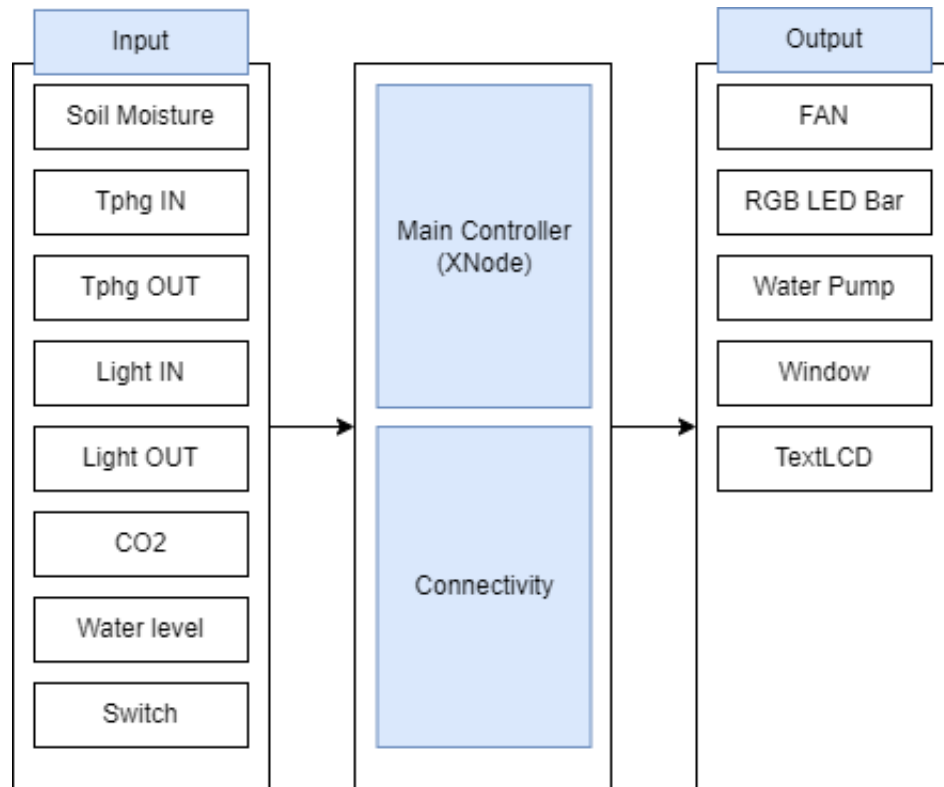 Input
Soil Moisture
Tphg IN
Tphg OUT
Light IN
Light OUT
CO2
Water level
Switch
Main Controller
(XNode)
Connectivity
Output
FAN
RGB LED Bar
Water Pump
Window
TextLCD